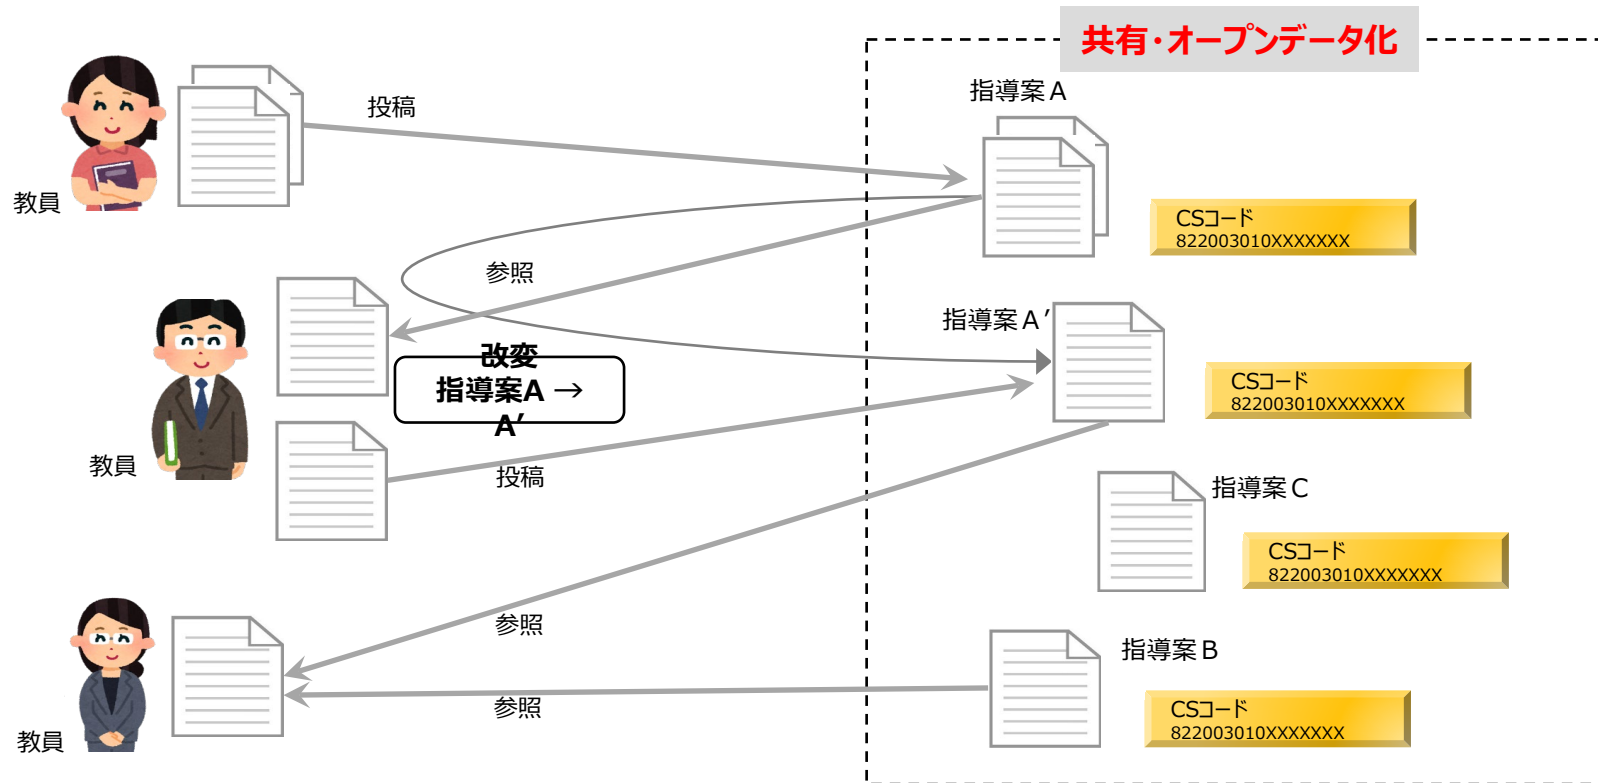 共有・オープンデータ化
指導案A
投稿
教員
CSコード
822003010XXXXXXX
参照
指導案A′
改変
指導案A →
A′
CSコード
822003010XXXXXXX
教員
投稿
指導案C
CSコード
822003010XXXXXXX
参照
指導案B
参照
CSコード
822003010XXXXXXX
教員